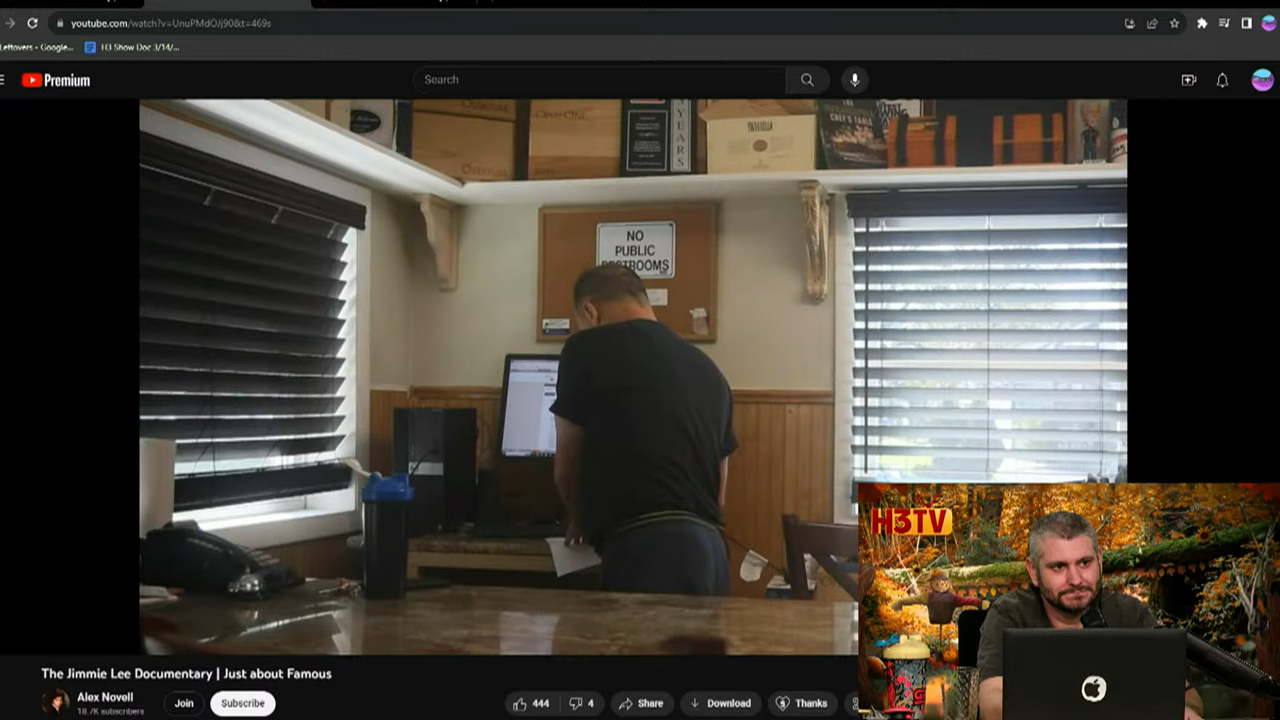 youtube.com/watch?v=UnuPMdOJj90&t=469s
Leftovers - Google...
H3 Show Doc 3/14/...
Premium
Search
YEARS
NO
PUBLIC
RESTROOMS
H3TV
The Jimmie Lee Documentary | Just about Famous
Alex Novell
18.7K subscribers
Join
Subscribe
444
4
Share
Download
Thanks